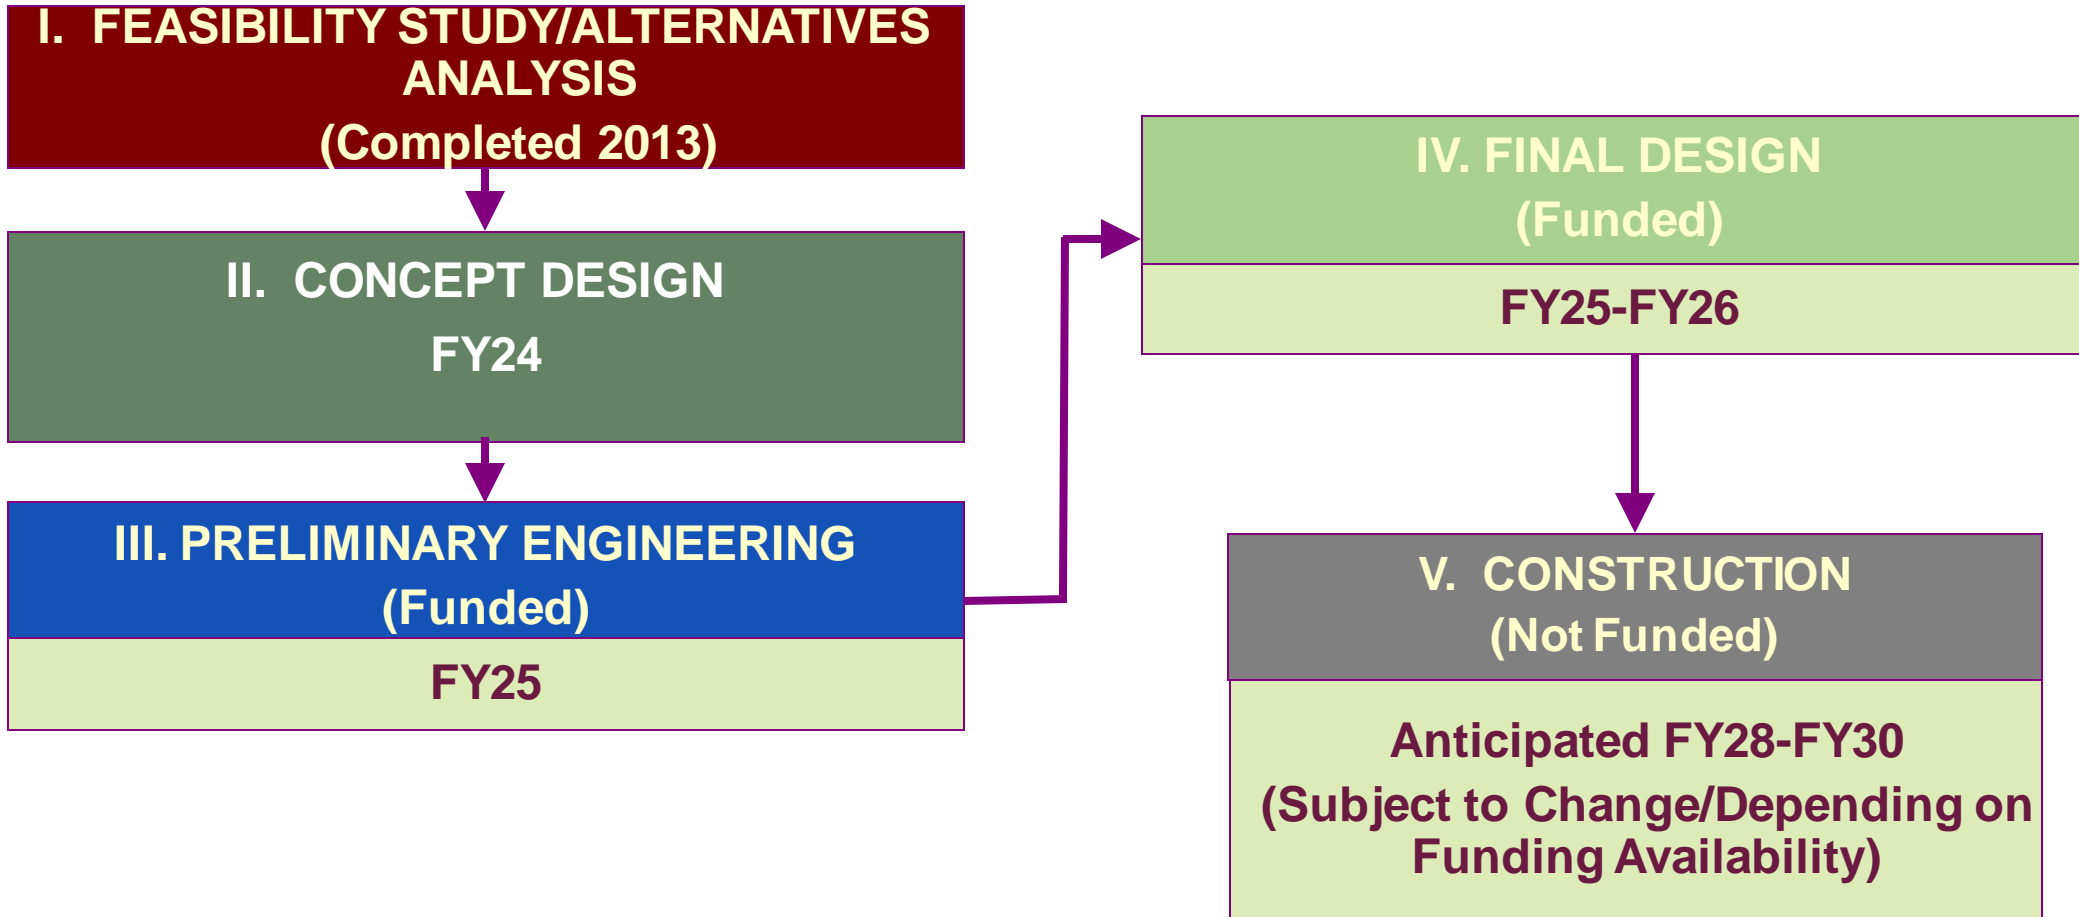 I. FEASIBILITY STUDY/ALTERNATIVES
ANALYSIS
(Completed 2013)
II. CONCEPT DESIGN
FY24
III. PRELIMINARY ENGINEERING
(Funded)
FY25
IV. FINAL DESIGN
(Funded)
FY25-FY26
V. CONSTRUCTION
(Not Funded)
Anticipated FY28-FY30
(Subject to Change/Depending on
Funding Availability)